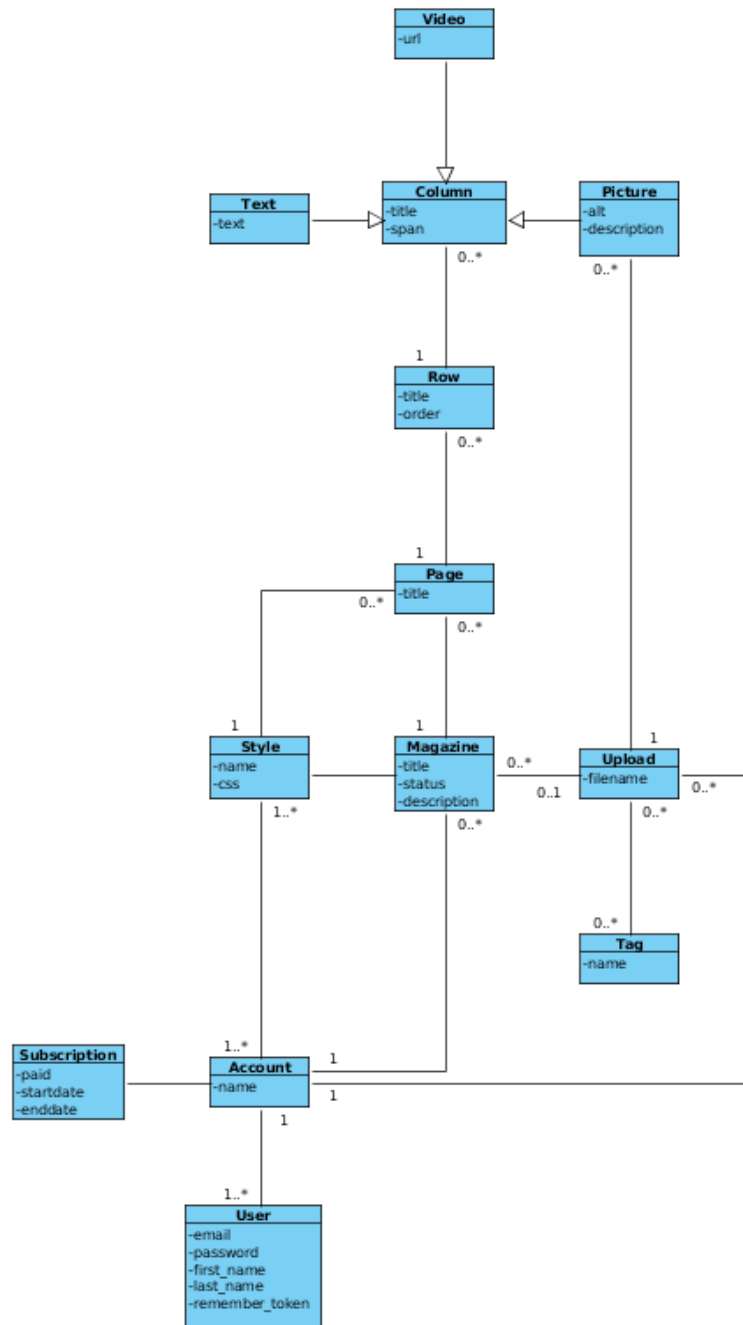 Video
-url
Text
-text
Column
-title
-span
Picture
-alt
-description
0..*
0..*
1
Row
-title
-order
0..*
1
Page
-title
0..*
0..*
1
1
1
Style
-name
-css
Magazine
-title
-status
-description
Upload
-filename
0..*
0..1
0..*
1..*
0..*
0..*
0..*
Tag
-name
1..*
1
Subscription
-paid
-startdate
-enddate
Account
-name
1
1
1..*
User
-email
-password
-first_name
-last_name
-remember_token